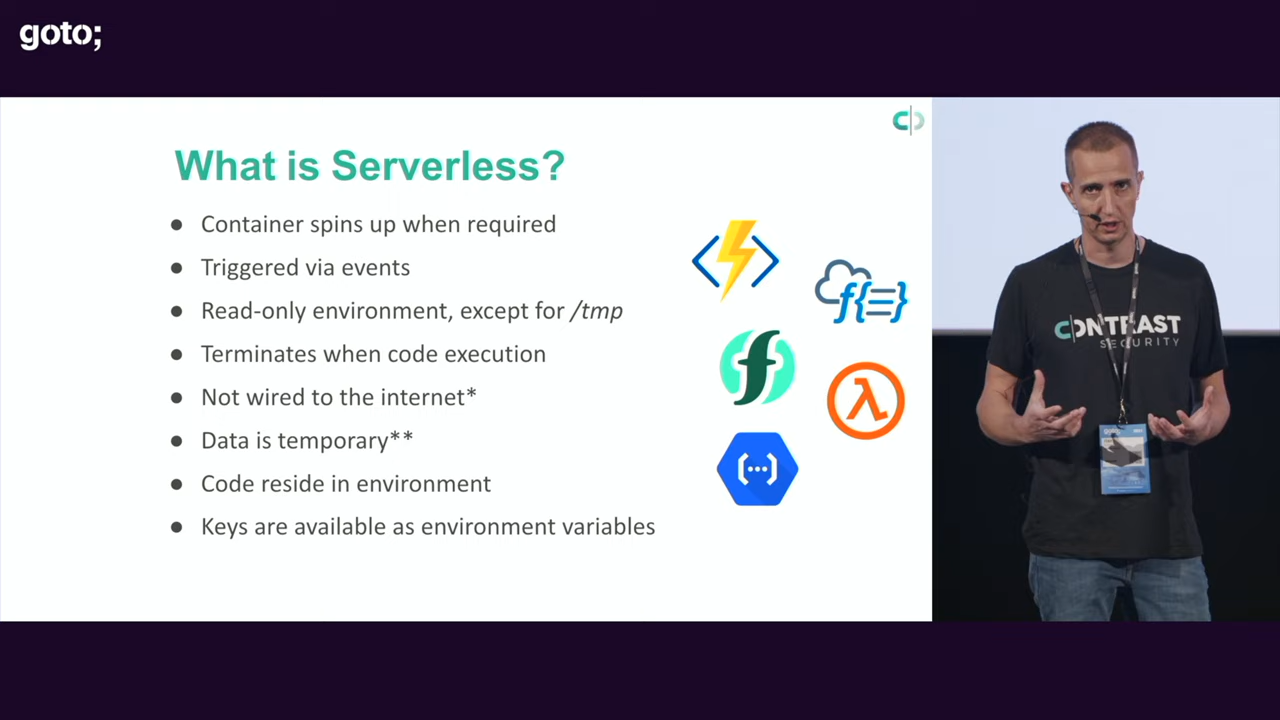 goto;
What is Serverless?
● Container spins up when required
● Triggered via events
● Read-only environment, except for /tmp
● Terminates when code execution
● Not wired to the internet*
● Data is temporary**
● Code reside in environment
● Keys are available as environment variables
f{=}
λ
(...)
CONTRAST
SECURITY
goto;